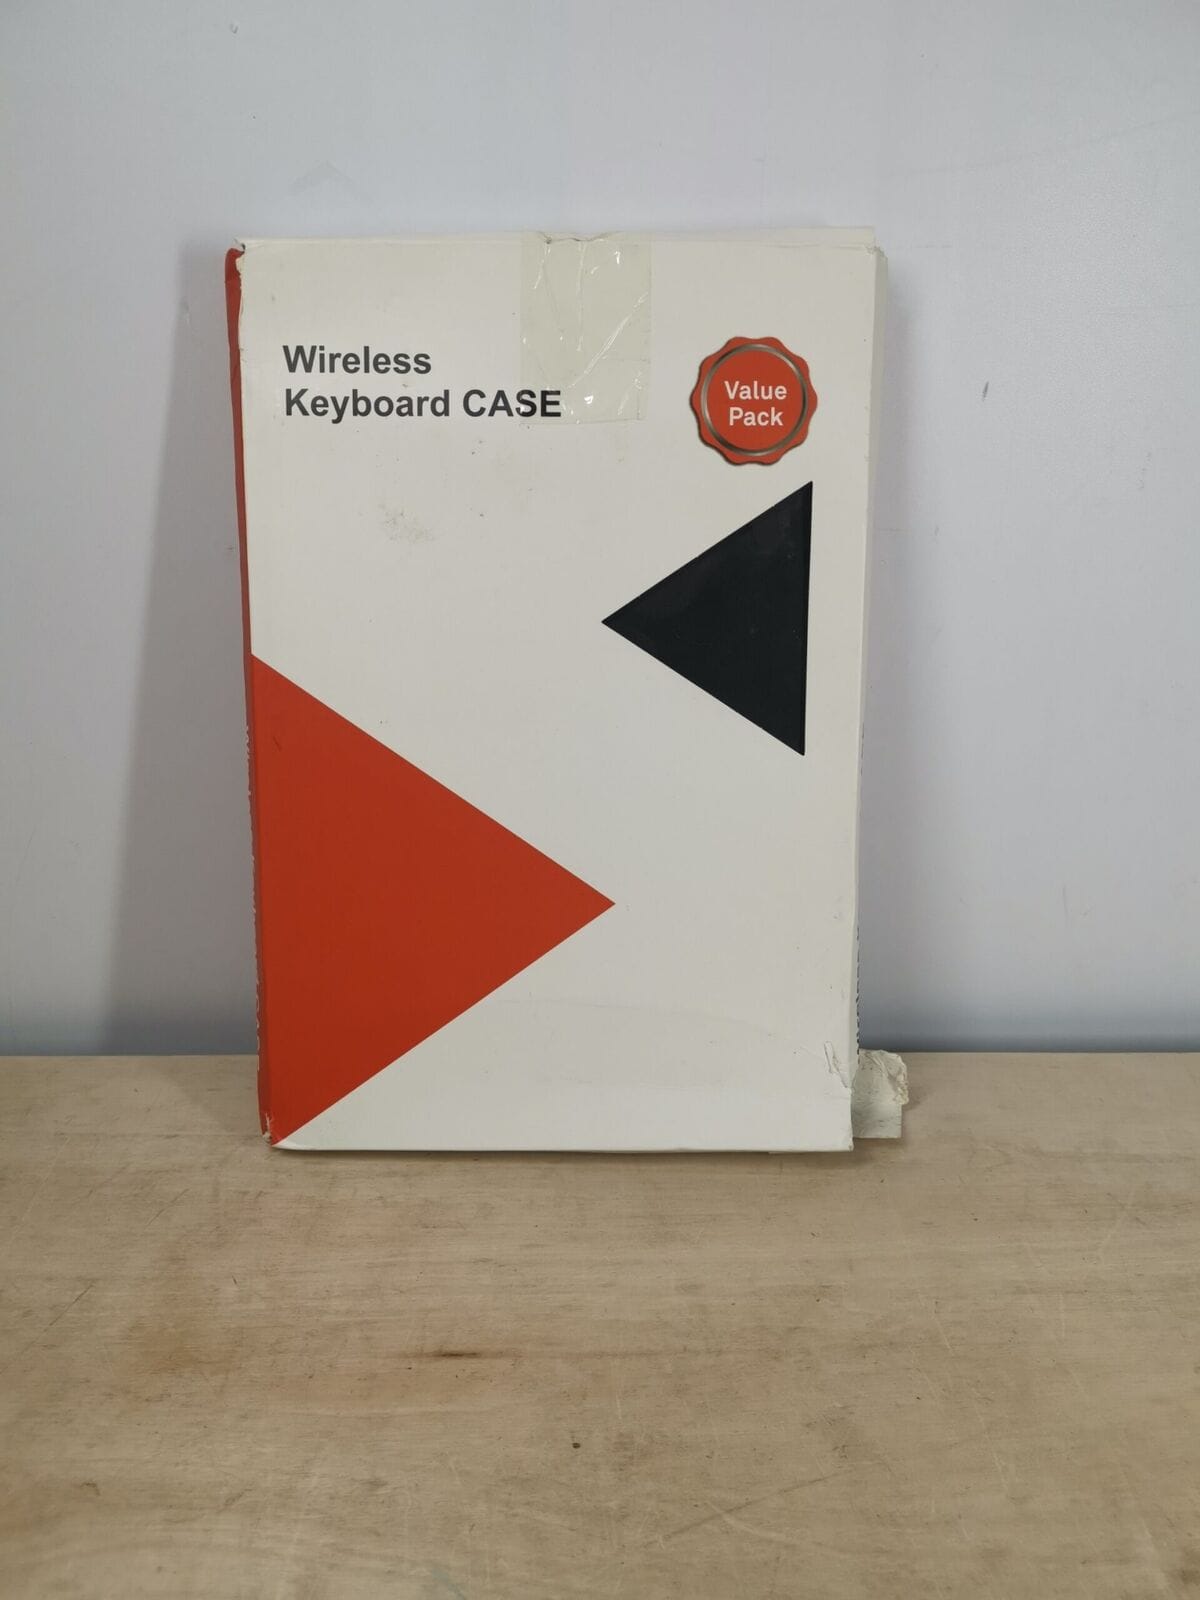 Wireless
Keyboard CASE
Value
Pack